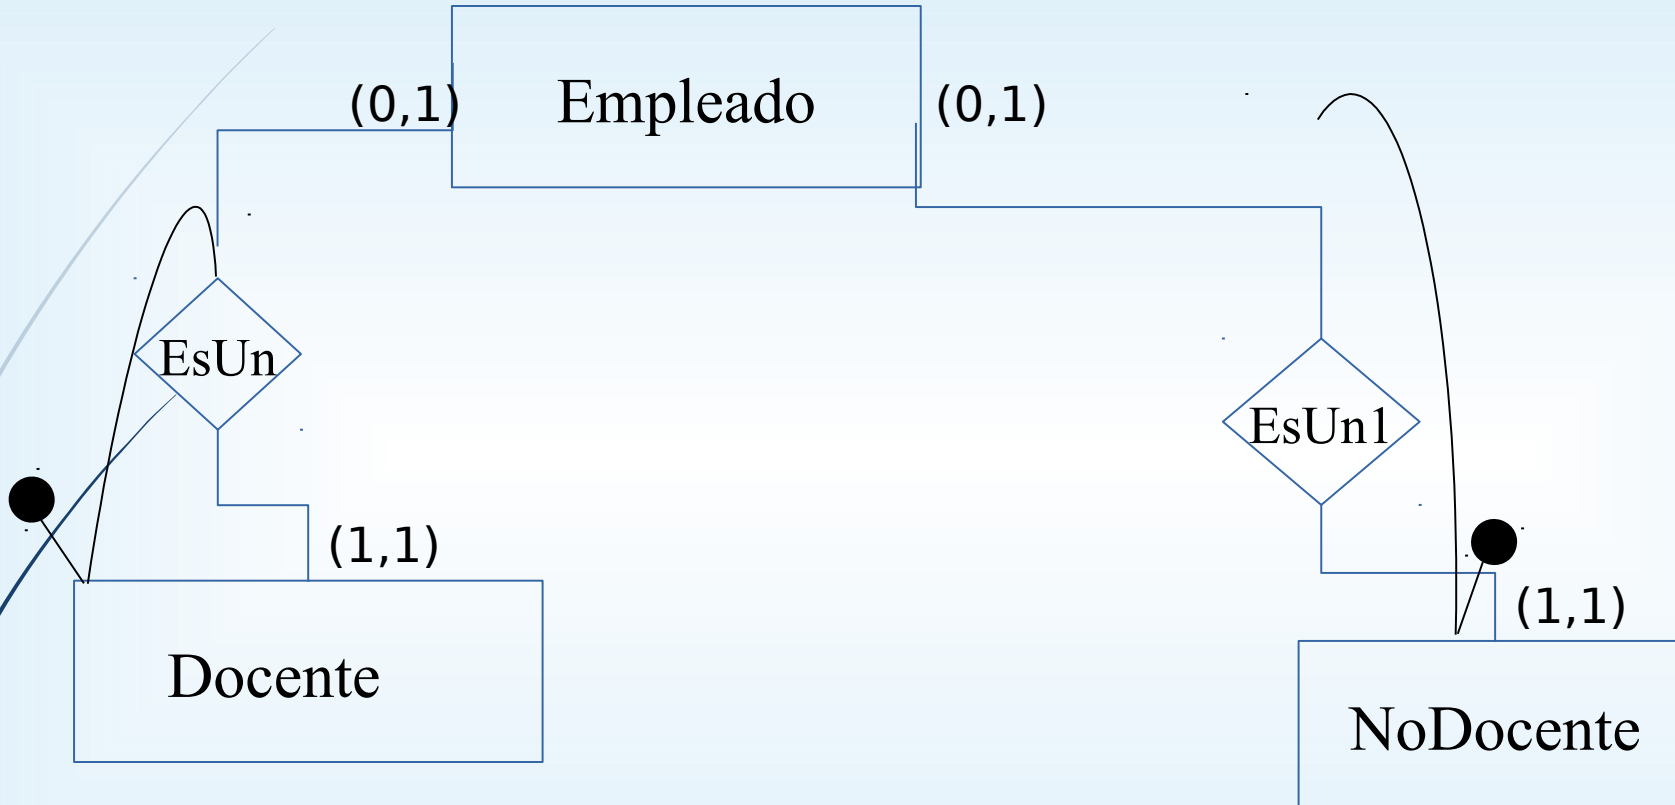 (0,1) Empleado (0,1)
EsUn
EsUn1
(1,1)
(1,1)
Docente
NoDocente